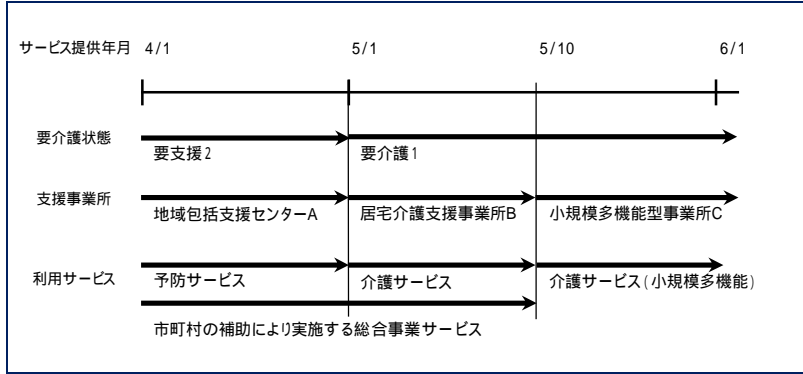 サービス提供年月 4/1 5/1 5/10 6/1
要介護状態
要支援2 要介護1
支援事業所
地域包括支援センターA 居宅介護支援事業所B 小規模多機能型事業所C
利用サービス
予防サービス 介護サービス 介護サービス(小規模多機能)
市町村の補助により実施する総合事業サービス